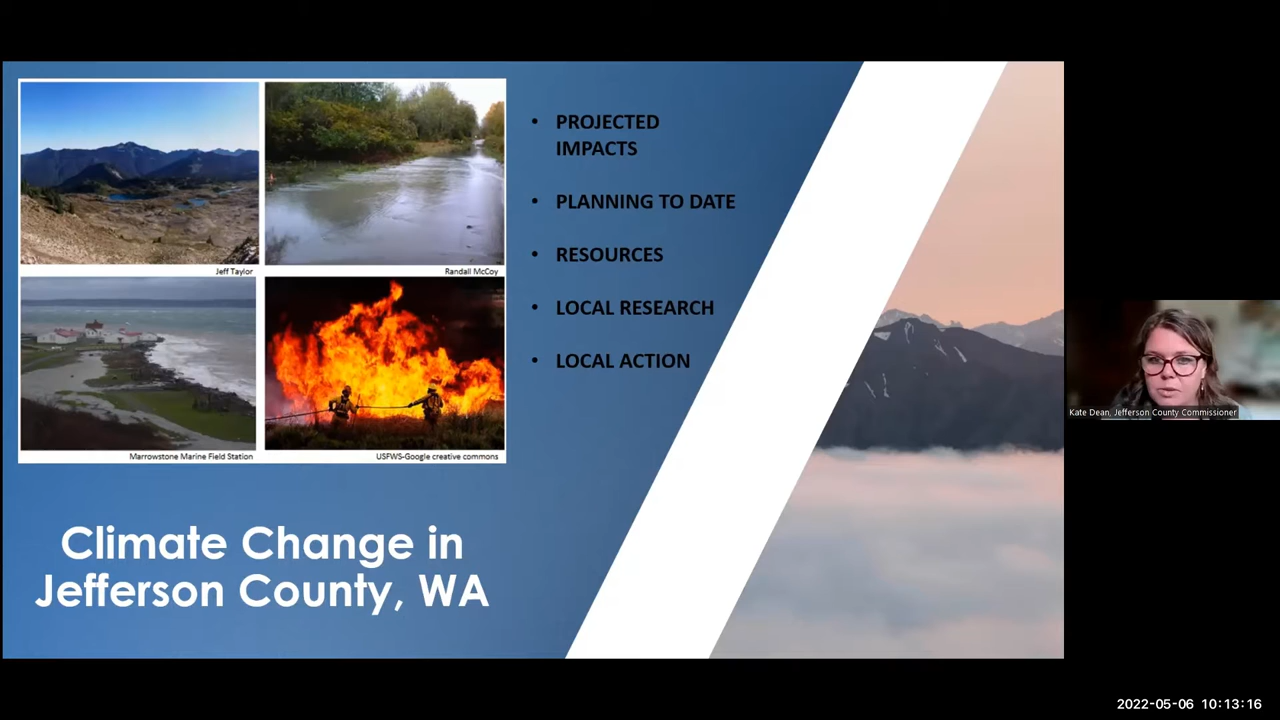 Jeff Taylor
Randall McCoy
Marrowstone Marine Field Station
USFWS-Google creative commons
• PROJECTED
IMPACTS
• PLANNING TO DATE
• RESOURCES
• LOCAL RESEARCH
• LOCAL ACTION
Climate Change in
Jefferson County, WA
Kate Dean, Jefferson County Commissioner
2022-05-06 10:13:16